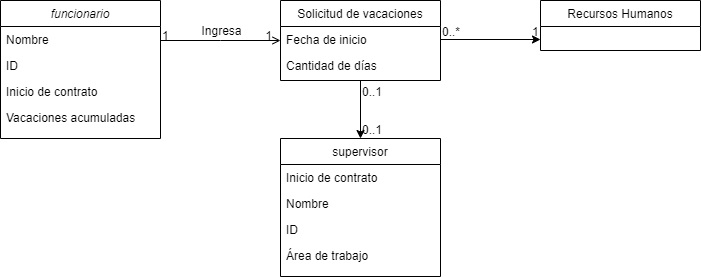 funcionario
Nombre
ID
Inicio de contrato
Vacaciones acumuladas
1
Ingresa
1
Solicitud de vacaciones
Fecha de inicio
Cantidad de días
0..*
1
Recursos Humanos
0..1
0..1
supervisor
Inicio de contrato
Nombre
ID
Área de trabajo